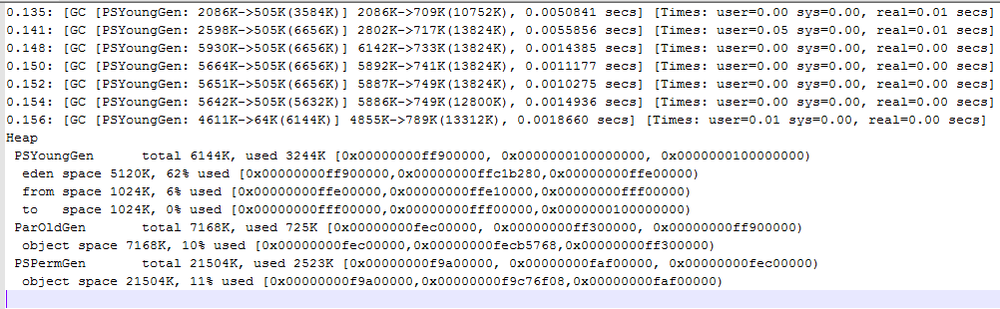 0.135: [GC [PSYoungGen: 2086K->505K(3584K)] 2086K->709K(10752K), 0.0050841 secs] [Times: user=0.00 sys=0.00, real=0.01 secs]
0.141: [GC [PSYoungGen: 2598K->505K(6656K)] 2802K->717K(13824K), 0.0055856 secs] [Times: user=0.05 sys=0.00, real=0.01 secs]
0.148: [GC [PSYoungGen: 5930K->505K(6656K)] 6142K->733K(13824K), 0.0014385 secs] [Times: user=0.00 sys=0.00, real=0.00 secs]
0.150: [GC [PSYoungGen: 5664K->505K(6656K)] 5892K->741K(13824K), 0.0011177 secs] [Times: user=0.00 sys=0.00, real=0.00 secs]
0.152: [GC [PSYoungGen: 5651K->505K(6656K)] 5887K->749K(13824K), 0.0010275 secs] [Times: user=0.00 sys=0.00, real=0.00 secs]
0.154: [GC [PSYoungGen: 5642K->505K(5632K)] 5886K->749K(12800K), 0.0014936 secs] [Times: user=0.00 sys=0.00, real=0.00 secs]
0.156: [GC [PSYoungGen: 4611K->64K(6144K)] 4855K->789K(13312K), 0.0018660 secs] [Times: user=0.01 sys=0.00, real=0.00 secs]
Heap
PSYoungGen total 6144K, used 3244K [0x00000000ff900000, 0x0000000100000000, 0x0000000100000000)
eden space 5120K, 62% used [0x00000000ff900000,0x00000000ffc1b280,0x00000000ffe00000)
from space 1024K, 6% used [0x00000000ffe00000,0x00000000ffe10000,0x00000000fff00000)
to space 1024K, 0% used [0x00000000fff00000,0x00000000fff00000,0x0000000100000000)
ParOldGen total 7168K, used 725K [0x00000000fec00000, 0x00000000ff300000, 0x00000000ff900000)
object space 7168K, 10% used [0x00000000fec00000,0x00000000fecb5768,0x00000000ff300000)
PSPermGen total 21504K, used 2523K [0x00000000f9a00000, 0x00000000faf00000, 0x00000000fec00000)
object space 21504K, 11% used [0x00000000f9a00000,0x00000000f9c76f08,0x00000000faf00000)